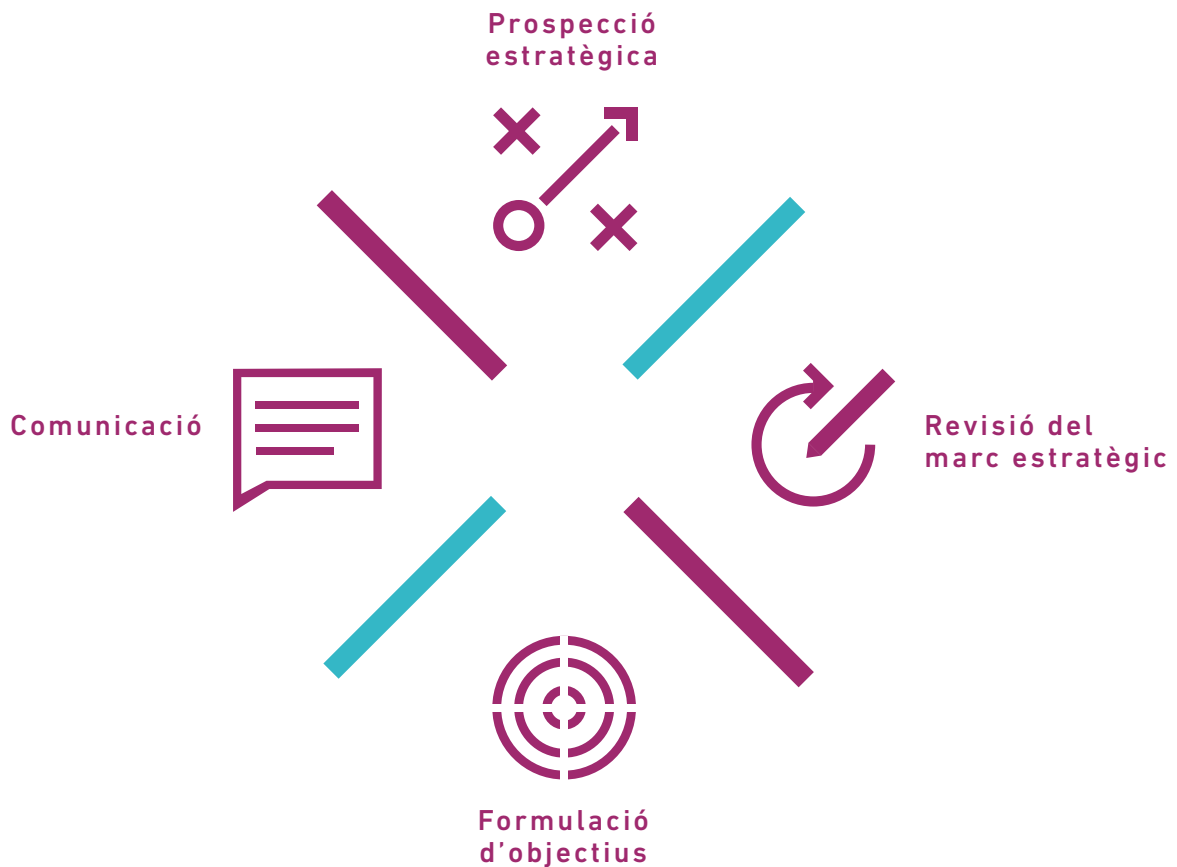 Prospecció
estratègica
Comunicació
Revisió del
marc estratègic
Formulació
d'objectius